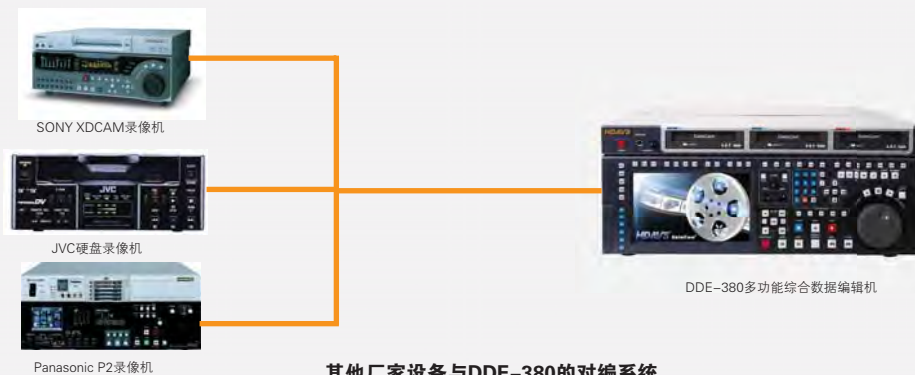 SONY XDCAM录像机
JVC
JVC硬盘录像机
Panasonic P2录像机
HDAVS
DDE-380多功能综合数据编辑机
其他厂家设备与DDE-380的对编系统